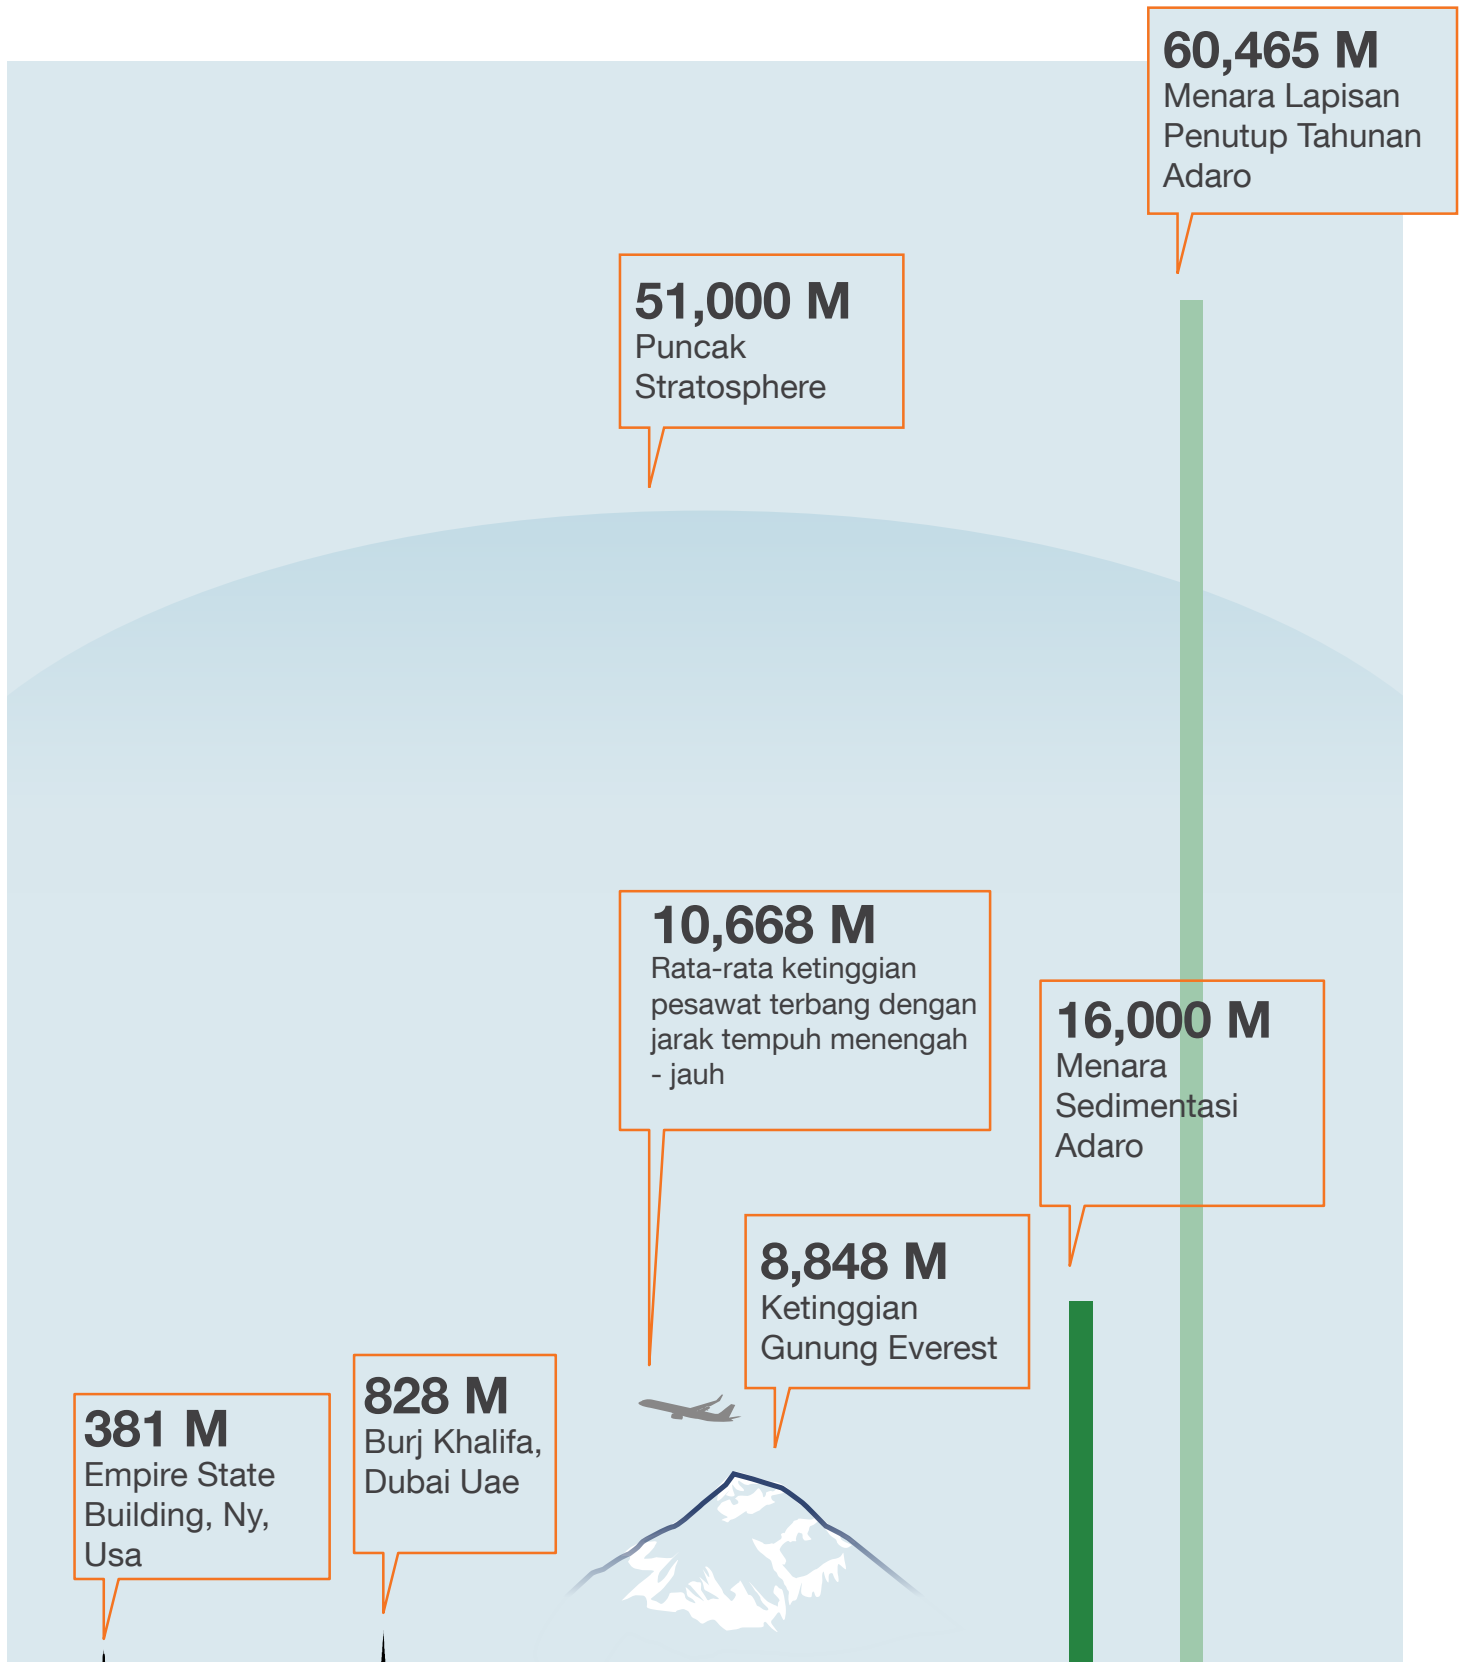 60,465 M
Menara Lapisan
Penutup Tahunan
Adaro
51,000 M
Puncak
Stratosphere
10,668 M
Rata-rata ketinggian
pesawat terbang dengan
jarak tempuh menengah
- jauh
16,000 M
Menara
Sedimentasi
Adaro
8,848 M
Ketinggian
Gunung Everest
828 M
Burj Khalifa,
Dubai Uae
381 M
Empire State
Building, Ny,
Usa